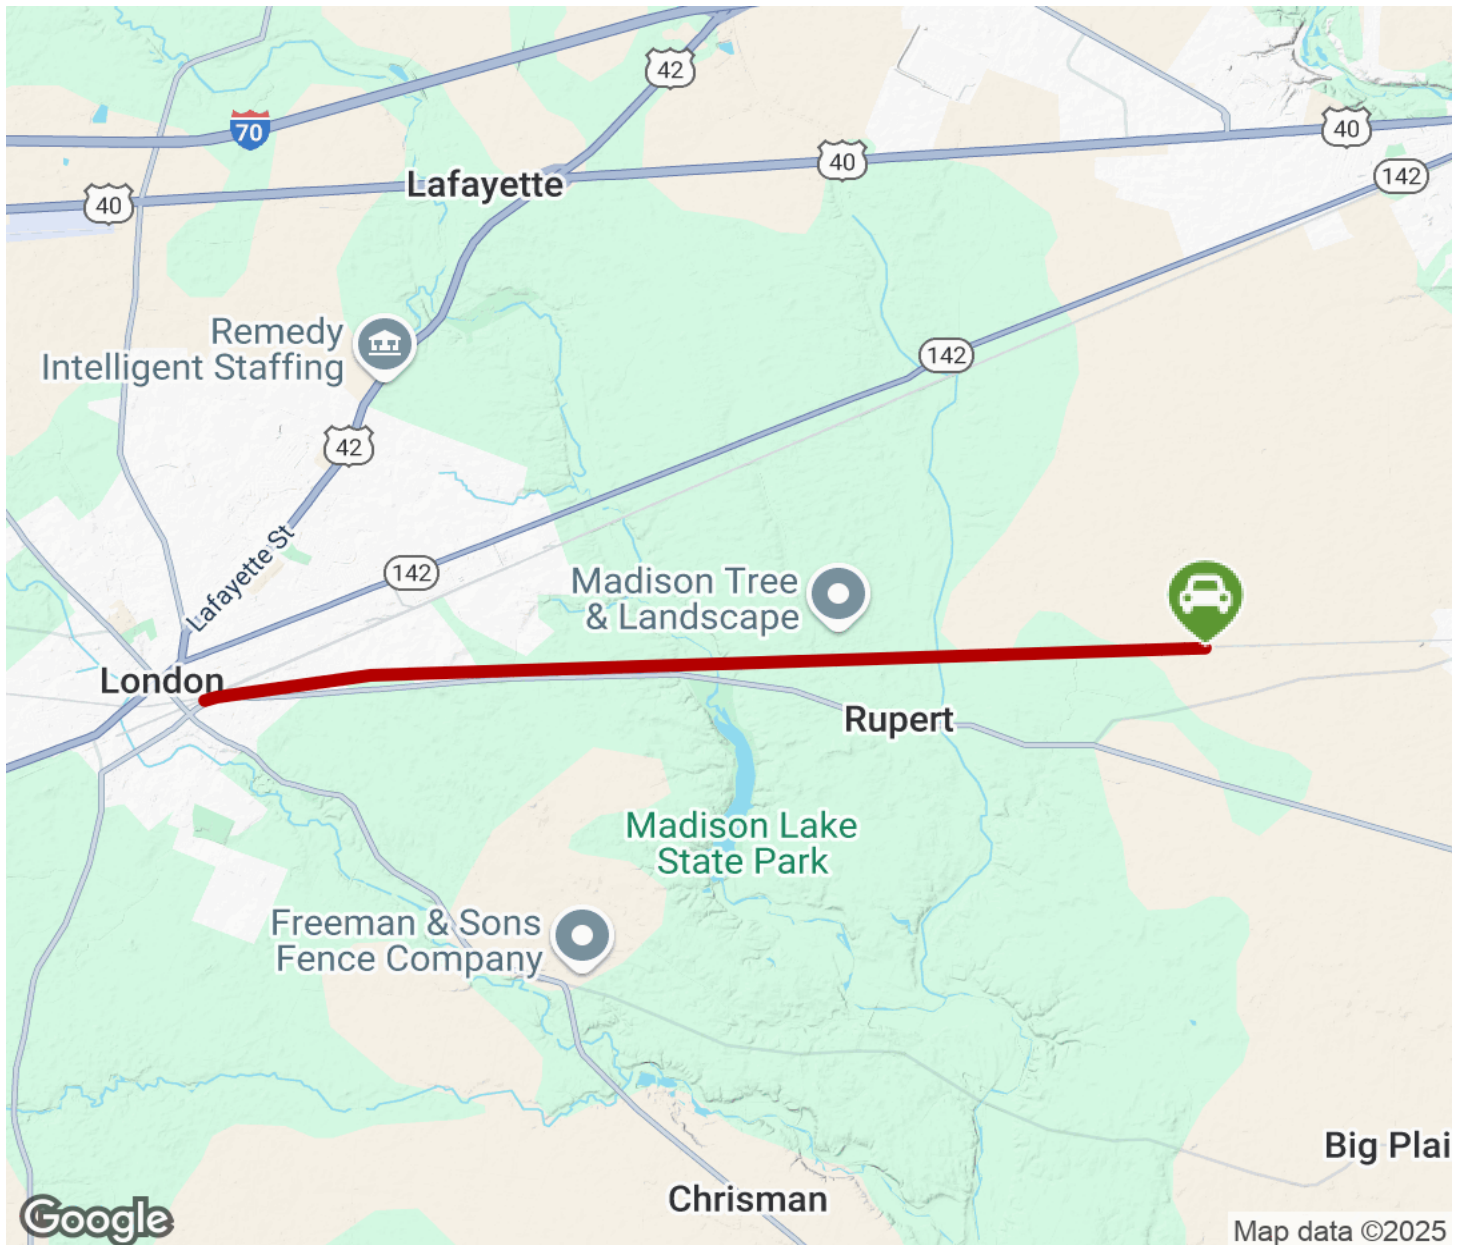 42
70
40
40
142
Lafayette
40
Remedy
Intelligent Staffing
142
42
Lafayette St
142
Madison Tree
& Landscape
London
Rupert
Madison Lake
State Park
Freeman & Sons
Fence Company
Big Plai
Chrisman
Google
Map data ©2025